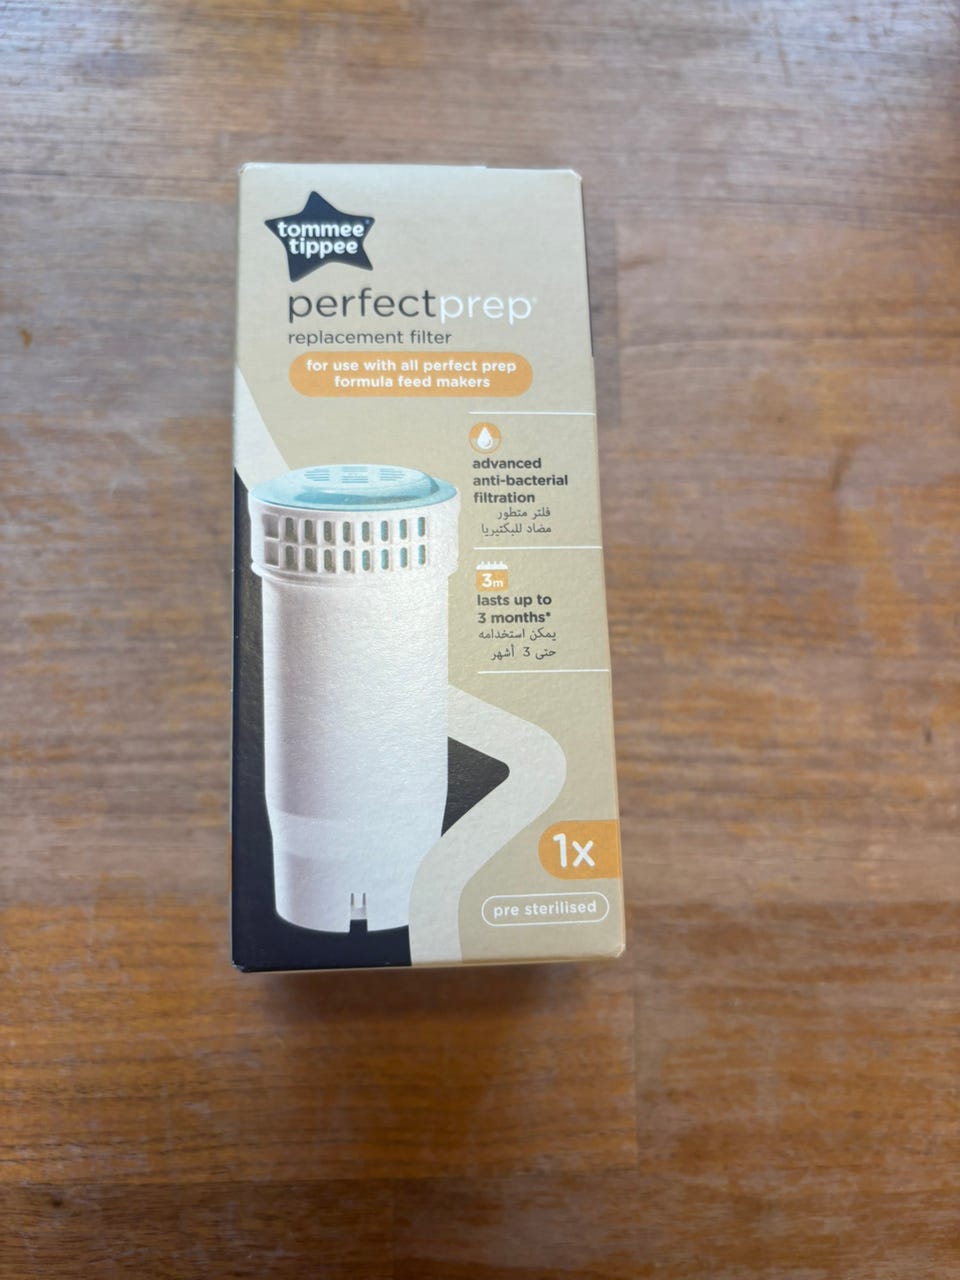 tommee
tippee
perfectprep
replacement filter
for use with all perfect prep
formula feed makers
advanced
anti-bacterial
filtration
فلتر متطور
مضاد للبكتيريا
3m
lasts up to
3 months*
يمكن استخدامه
حتى 3 أشهر
1x
pre sterilised